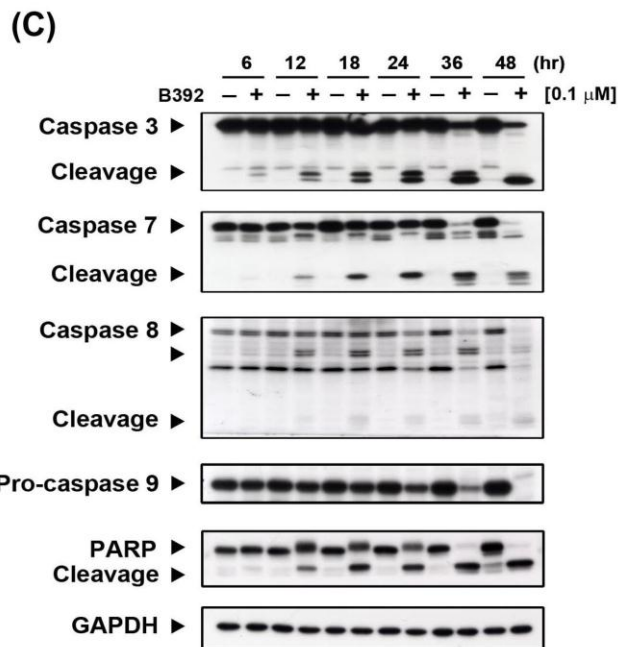 (C)
6 12 18 24 36 48 (hr)
B392 – + – + – + – + – + – + [0.1 μM]
Caspase 3 ►
Cleavage ►
Caspase 7 ►
Cleavage ►
Caspase 8 ►
►
Cleavage ►
Pro-caspase 9 ►
PARP ►
Cleavage ►
GAPDH ►